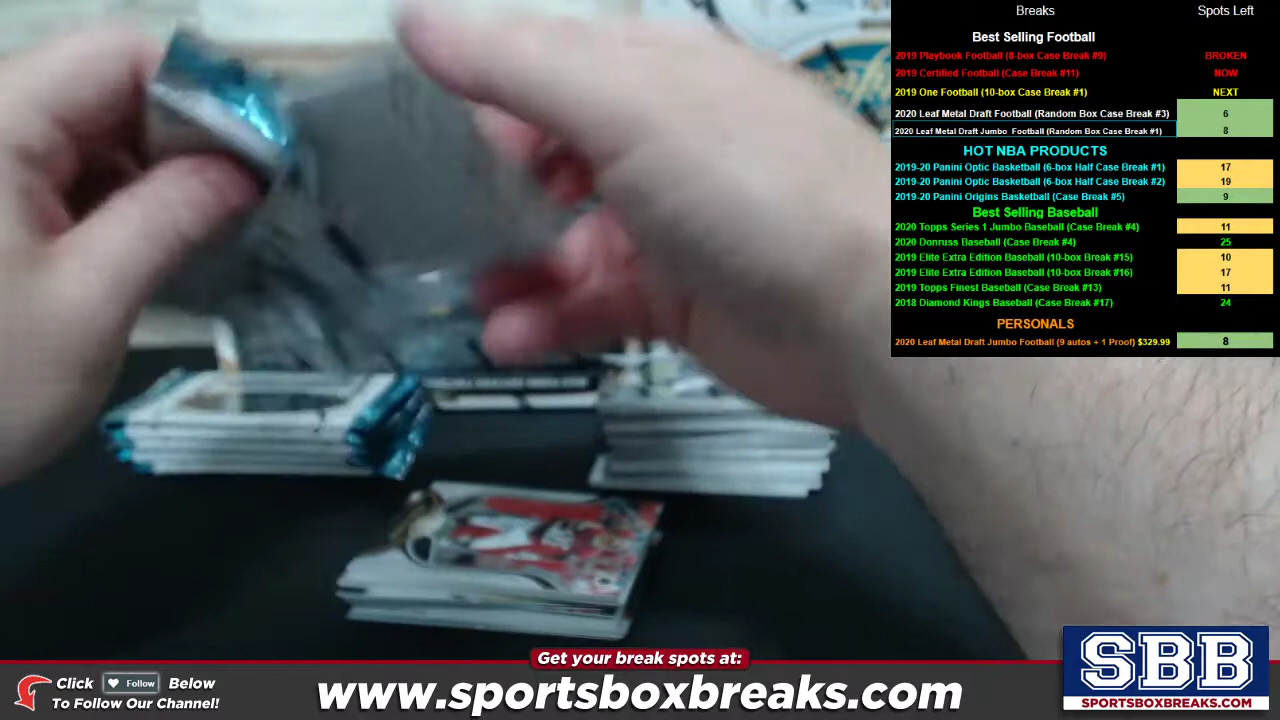 Breaks Spots Left
Best Selling Football
2019 Playbook Football (8-box Case Break #9) BROKEN
2019 Certified Football (Case Break #11) NOW
2019 One Football (10-box Case Break #1) NEXT
2020 Leaf Metal Draft Football (Random Box Case Break #3) 6
2020 Leaf Metal Draft Jumbo Football (Random Box Case Break #1) 8
HOT NBA PRODUCTS
2019-20 Panini Optic Basketball (6-box Half Case Break #1) 17
2019-20 Panini Optic Basketball (6-box Half Case Break #2) 19
2019-20 Panini Origins Basketball (Case Break #5) 9
Best Selling Baseball
2020 Topps Series 1 Jumbo Baseball (Case Break #4) 11
2020 Donruss Baseball (Case Break #4) 25
2019 Elite Extra Edition Baseball (10-box Break #15) 10
2019 Elite Extra Edition Baseball (10-box Break #16) 17
2019 Topps Finest Baseball (Case Break #13) 11
2018 Diamond Kings Baseball (Case Break #17) 24
PERSONALS
2020 Leaf Metal Draft Jumbo Football (9 autos + 1 Proof) $329.99 8
Get your break spots at:
www.sportsboxbreaks.com
Click Follow Below
To Follow Our Channel!
SBB
SPORTSBOXBREAKS.COM